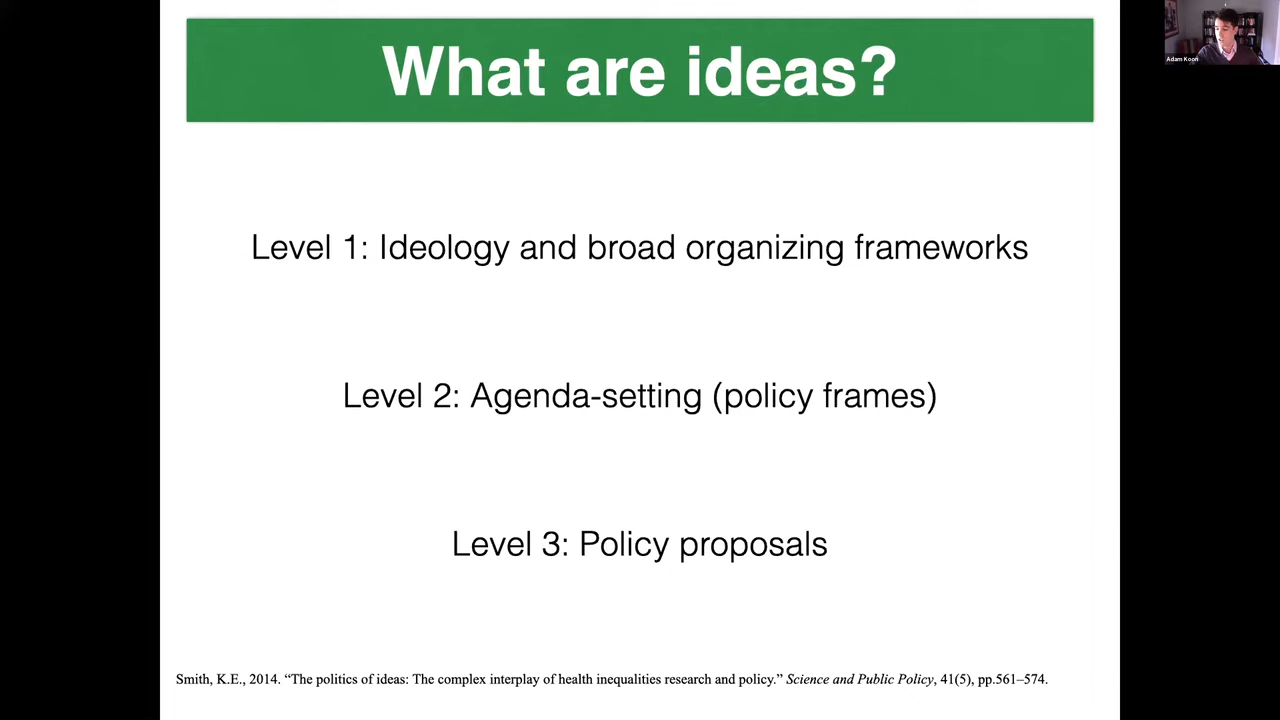 What are ideas?
Adam Koon
Level 1: Ideology and broad organizing frameworks
Level 2: Agenda-setting (policy frames)
Level 3: Policy proposals
Smith, K.E., 2014. “The politics of ideas: The complex interplay of health inequalities research and policy.” Science and Public Policy, 41(5), pp.561–574.